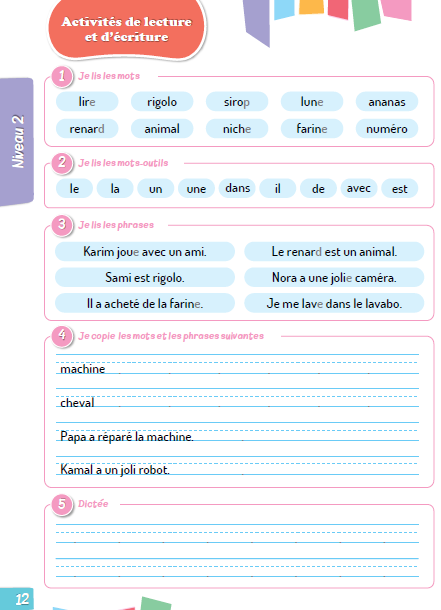 Activités de lecture
et d'écriture
Niveau 2
1 Je lis les mots
lire rigolo sirop lune ananas
renard animal niche farine numéro
2 Je lis les mots-outils
le la un une dans il de avec est
3 Je lis les phrases
Karim joue avec un ami. Le renard est un animal.
Sami est rigolo. Nora a une jolie caméra.
Il a acheté de la farine. Je me lave dans le lavabo.
4 Je copie les mots et les phrases suivantes
machine
cheval
Papa a réparé la machine.
Kamal a un joli robot.
5 Dictée
12